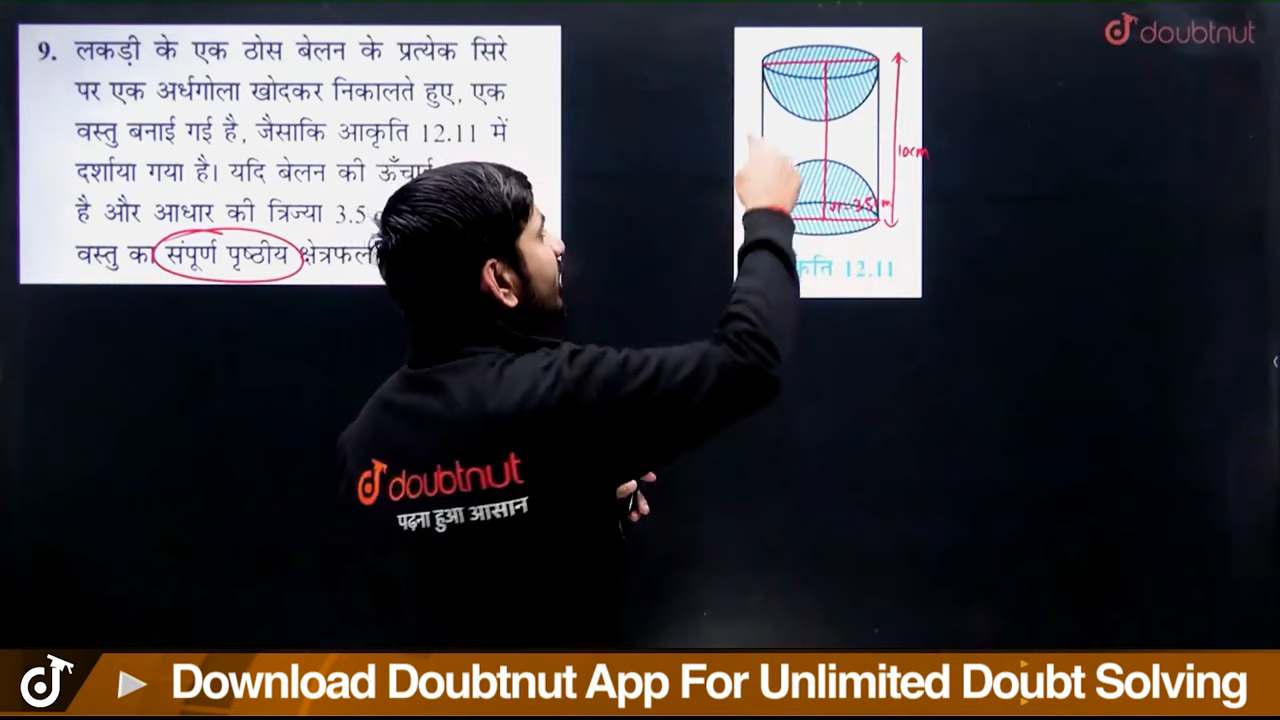 9. लकड़ी के एक ठोस बेलन के प्रत्येक सिरे
पर एक अर्धगोला खोदकर निकालते हुए, एक
वस्तु बनाई गई है, जैसाकि आकृति 12.11 में
दर्शाया गया है। यदि बेलन की ऊँचाई
है और आधार की त्रिज्या 3.5
वस्तु का संपूर्ण पृष्ठीय क्षेत्रफल
10cm
12.11
doubtnut
doubtnut
पढ़ना हुआ आसान
Download Doubtnut App For Unlimited Doubt Solving